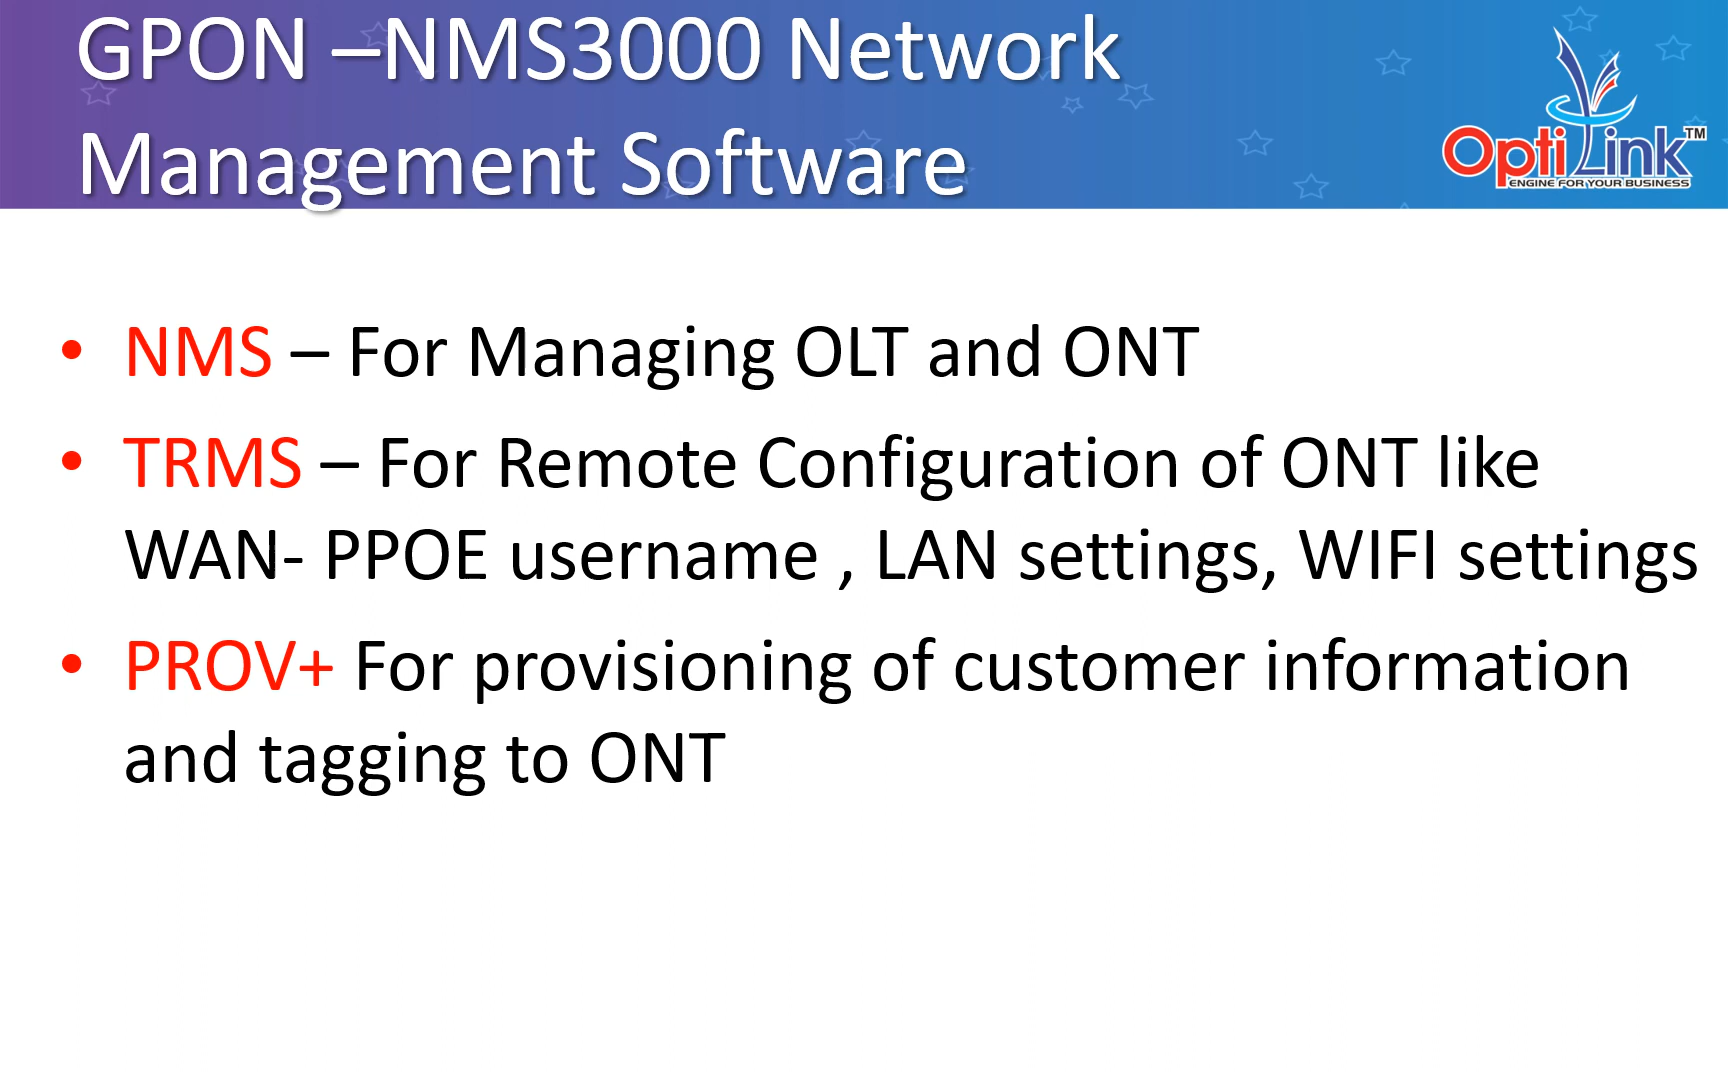 GPON –NMS3000 Network
Management Software
OptiLink™
ENGINE FOR YOUR BUSINESS
• NMS – For Managing OLT and ONT
• TRMS – For Remote Configuration of ONT like
WAN- PPOE username , LAN settings, WIFI settings
• PROV+ For provisioning of customer information
and tagging to ONT